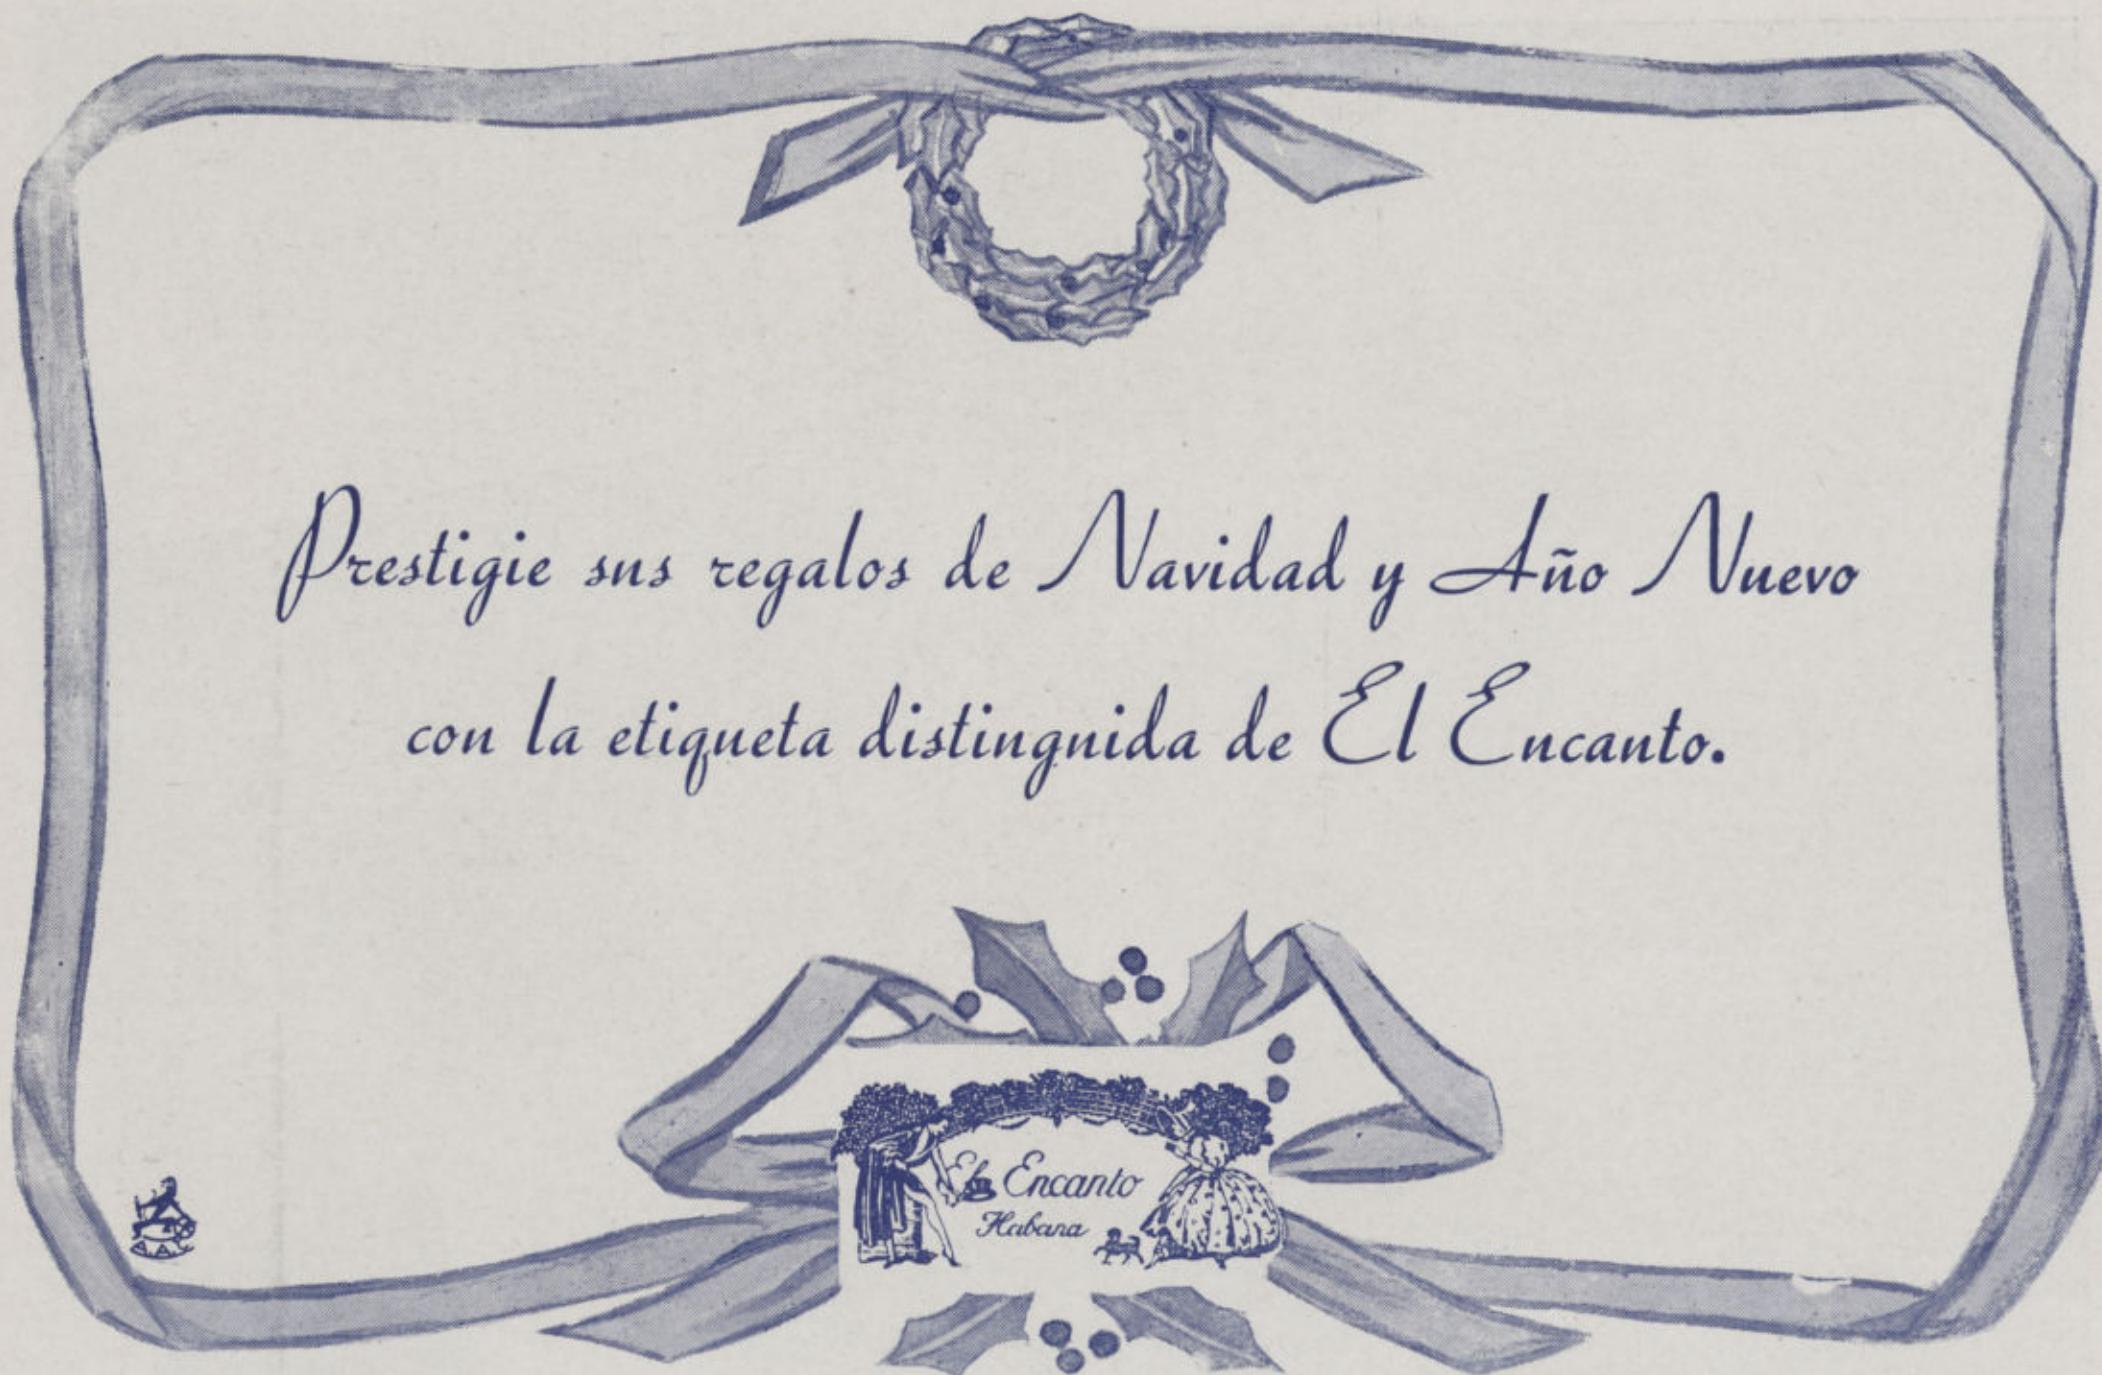 Prestigie sus regalos de Navidad y Año Nuevo
con la etiqueta distinguida de El Encanto.
El Encanto
Habana